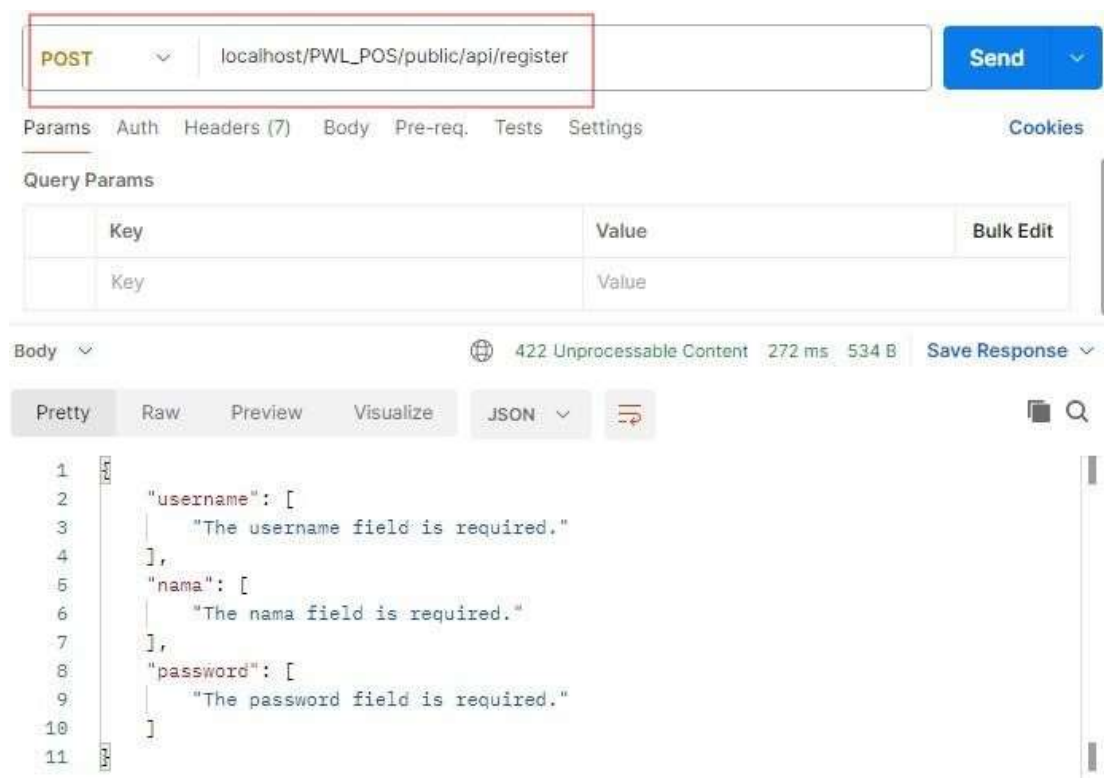 POST localhost/PWL_POS/public/api/register Send
Params Auth Headers (7) Body Pre-req. Tests Settings Cookies
Query Params
Key Value Bulk Edit
Key Value
Body 422 Unprocessable Content 272 ms 534 B Save Response
Pretty Raw Preview Visualize JSON
1 {
2 "username": [
3 "The username field is required."
4 ],
5 "nama": [
6 "The nama field is required."
7 ],
8 "password": [
9 "The password field is required."
10 ]
11 }